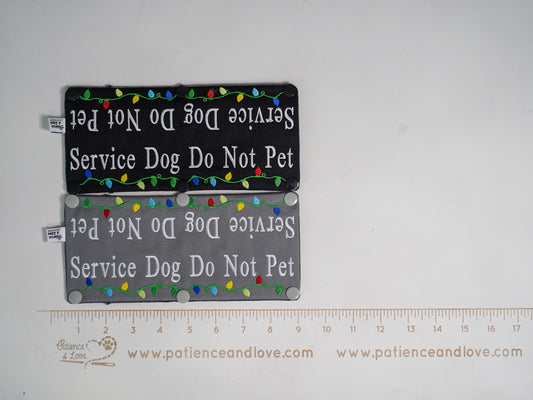 Service Dog Do Not Pet
Service Dog Do Not Pet
Service Dog Do Not Pet
Service Dog Do Not Pet
1 2 3 4 5 6 7 8 9 10 11 12 13 14 15 16 17
Patience
& Love
www.patienceandlove.com www.patienceandlove.com